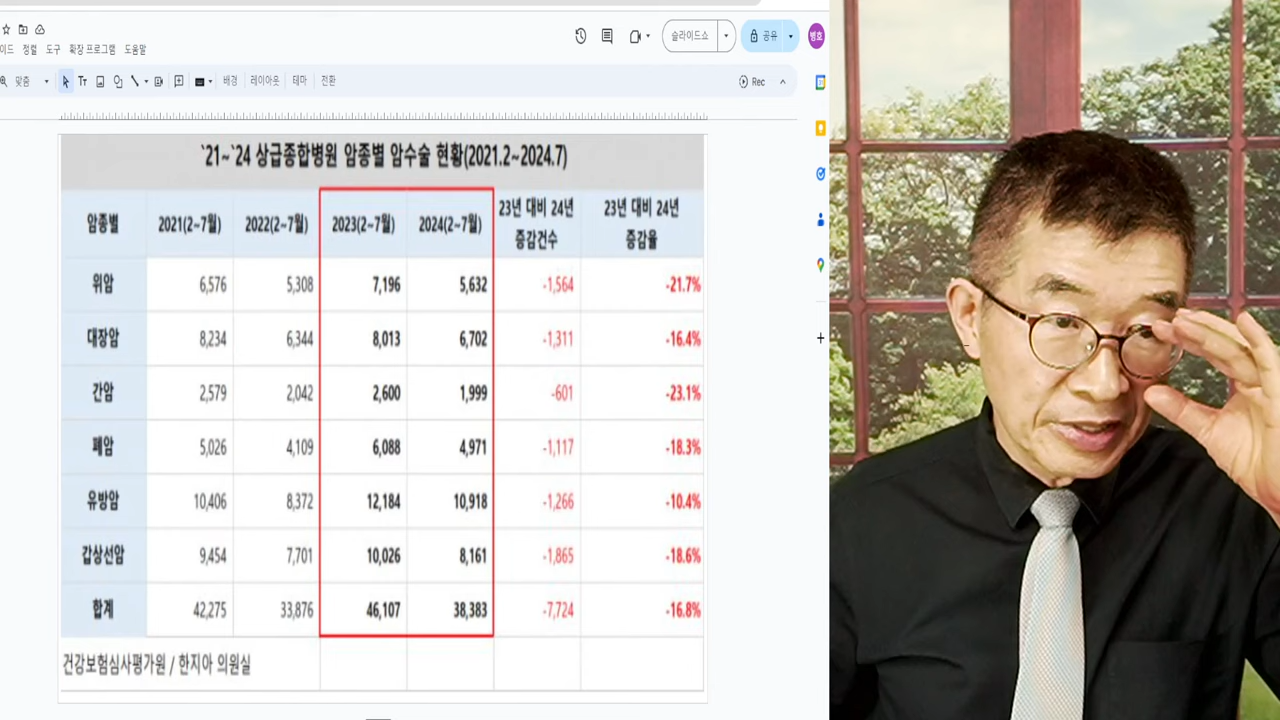 이드 정렬 도구 확장 프로그램 도움말
슬라이드쇼
공유
병호
맞춤
배경 레이아웃 테마 전환
Rec
`21~`24 상급종합병원 암종별 암수술 현황(2021.2~2024.7)
암종별 2021(2~7월) 2022(2~7월) 2023(2~7월) 2024(2~7월) 23년 대비 24년 증감건수 23년 대비 24년 증감율
위암 6,576 5,308 7,196 5,632 -1,564 -21.7%
대장암 8,234 6,344 8,013 6,702 -1,311 -16.4%
간암 2,579 2,042 2,600 1,999 -601 -23.1%
폐암 5,026 4,109 6,088 4,971 -1,117 -18.3%
유방암 10,406 8,372 12,184 10,918 -1,266 -10.4%
갑상선암 9,454 7,701 10,026 8,161 -1,865 -18.6%
합계 42,275 33,876 46,107 38,383 -7,724 -16.8%
건강보험심사평가원 / 한지아 의원실